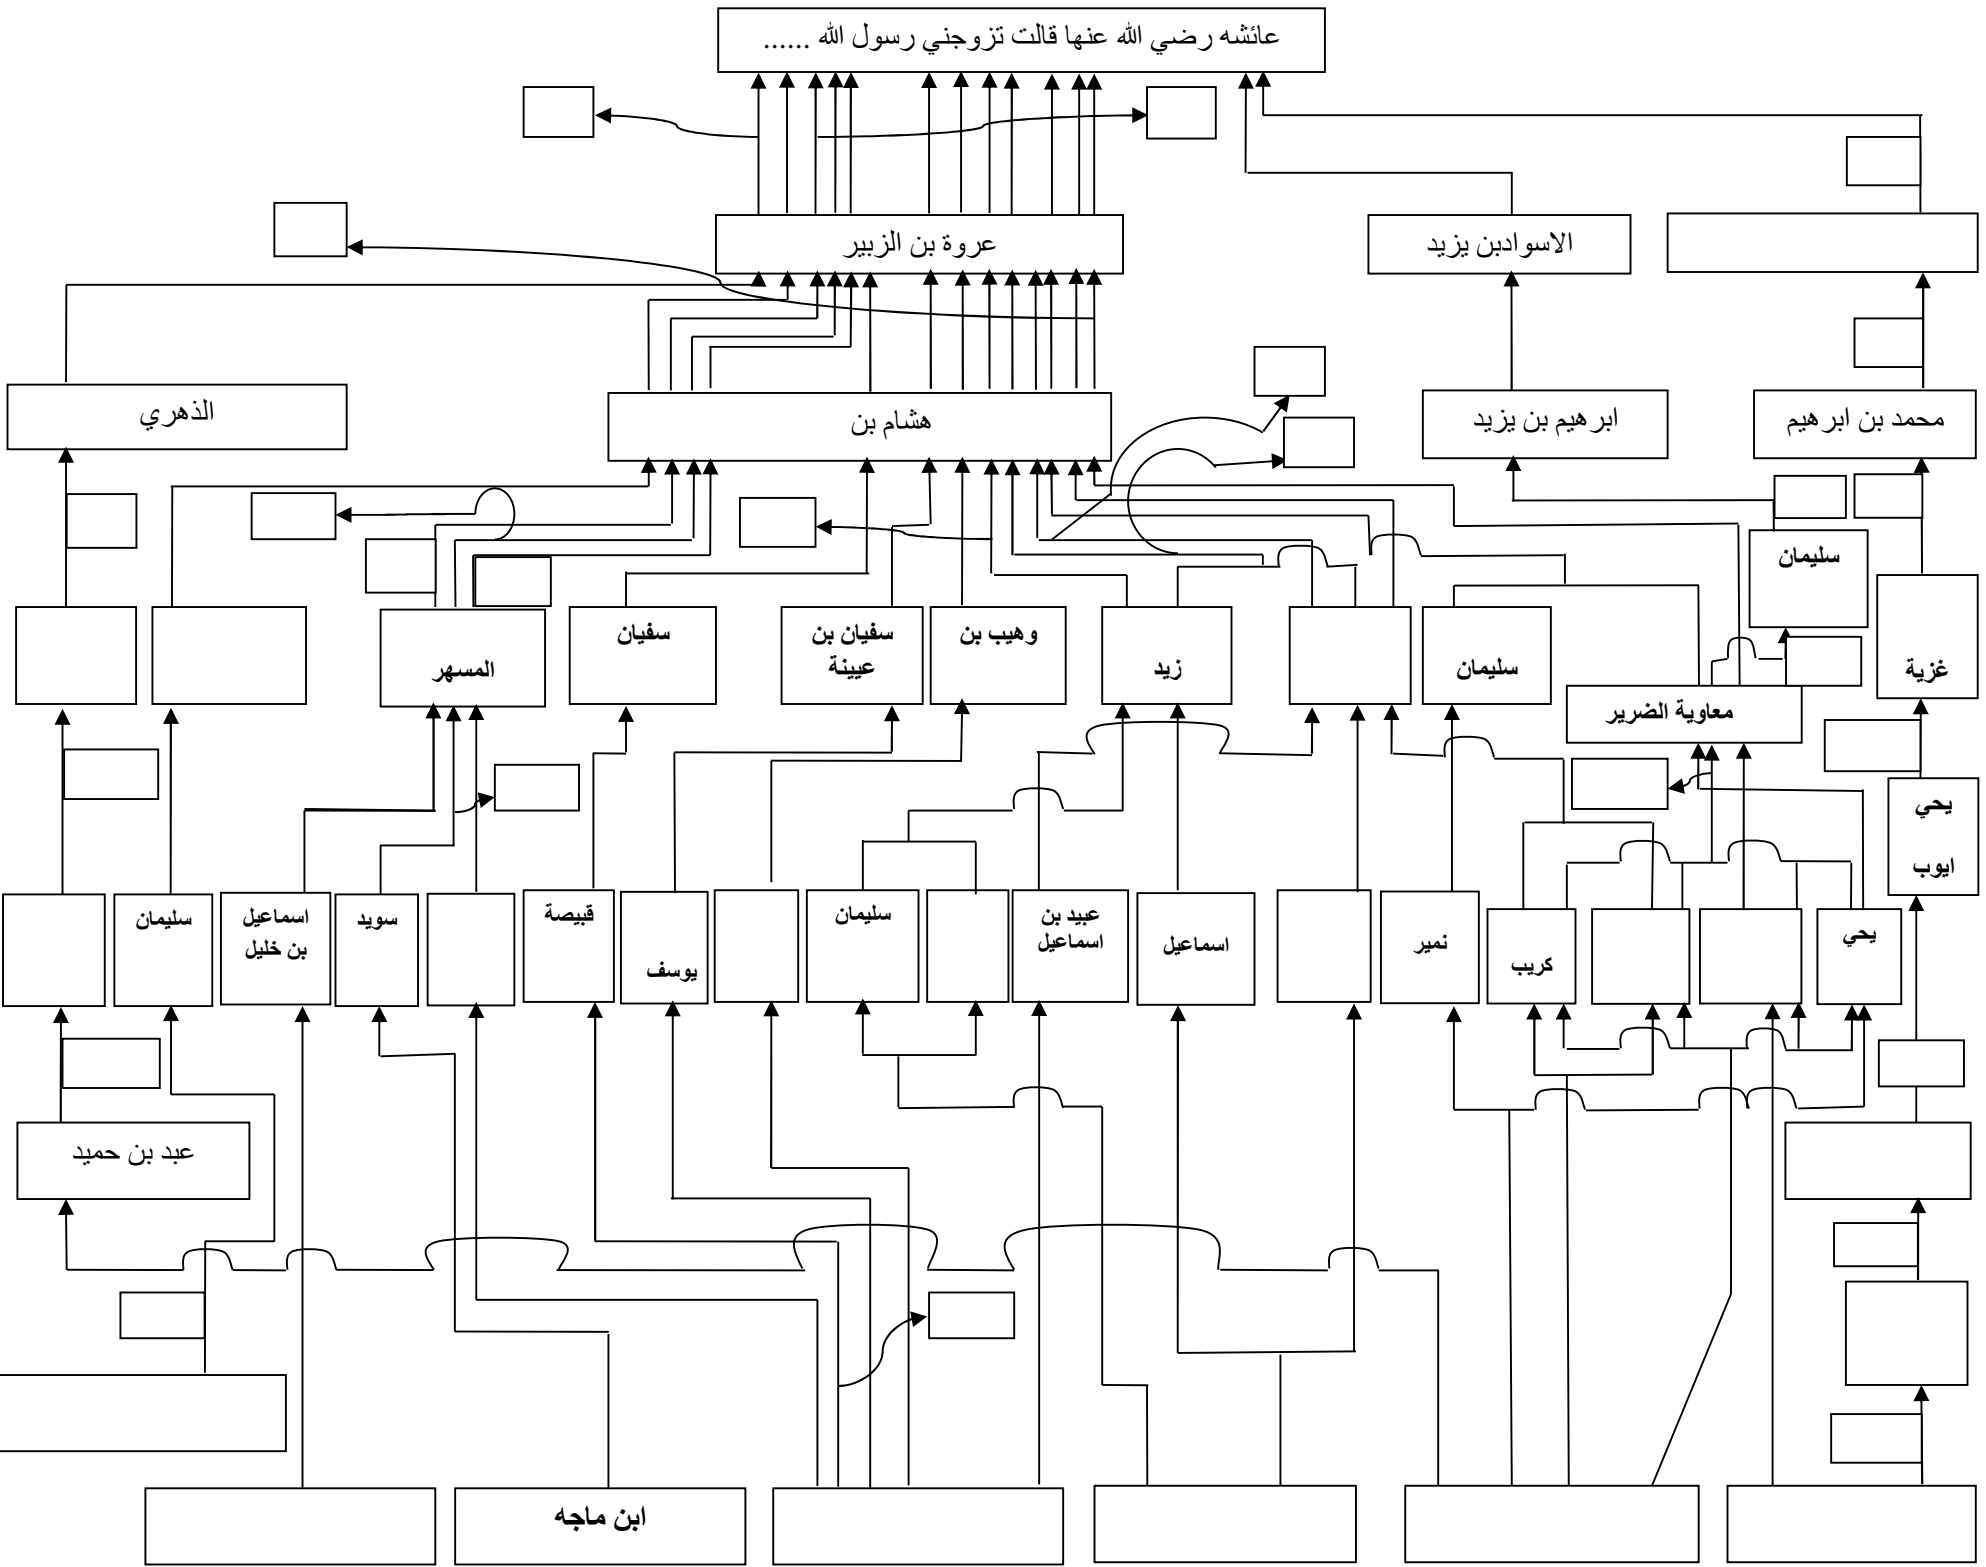 عائشه رضي الله عنها قالت تزوجني رسول الله ......
عروة بن الزبير
الاسوادبن يزيد
الذهري
هشام بن
ابرهيم بن يزيد
محمد بن ابرهيم
سليمان
المسهر
سفيان
سفيان بن
عيينة
وهيب بن
زيد
سليمان
غزية
معاوية الضرير
يحي
ايوب
سليمان
اسماعيل
بن خليل
سويد
قبيصة
يوسف
سليمان
عبيد بن
اسماعيل
اسماعيل
نمير
كريب
يحي
عبد بن حميد
ابن ماجه